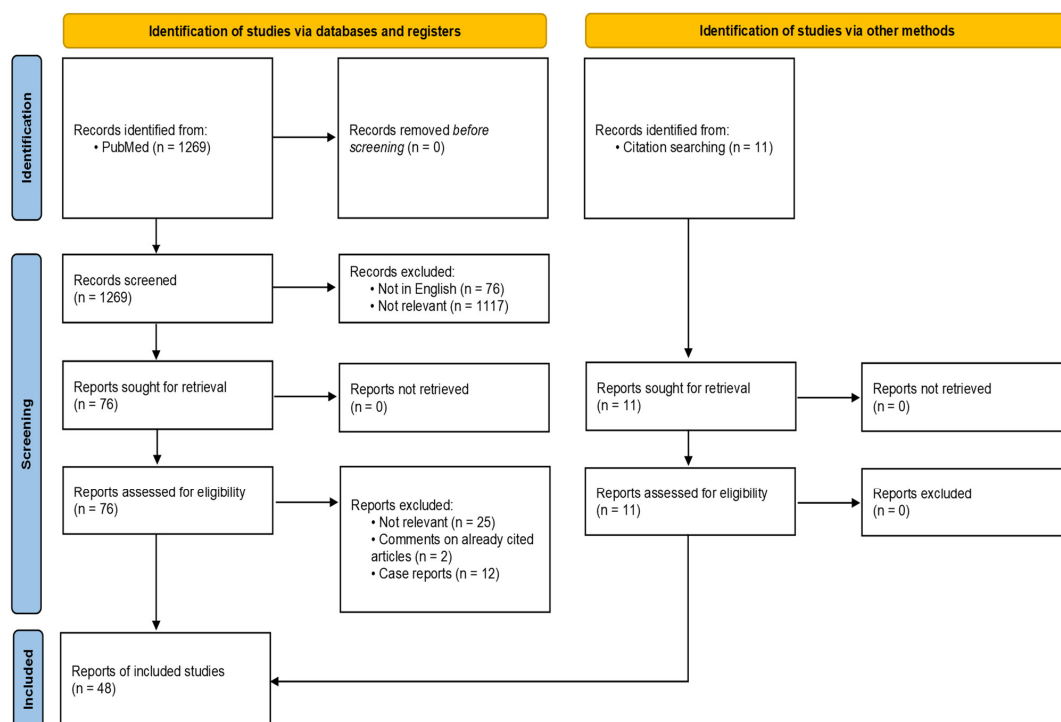 Identification of studies via databases and registers
Identification of studies via other methods
Identification
Records identified from:
• PubMed (n = 1269)
Records removed before
screening (n = 0)
Records identified from:
• Citation searching (n = 11)
Screening
Records screened
(n = 1269)
Records excluded:
• Not in English (n = 76)
• Not relevant (n = 1117)
Reports sought for retrieval
(n = 76)
Reports not retrieved
(n = 0)
Reports sought for retrieval
(n = 11)
Reports not retrieved
(n = 0)
Reports assessed for eligibility
(n = 76)
Reports excluded:
• Not relevant (n = 25)
• Comments on already cited
articles (n = 2)
• Case reports (n = 12)
Reports assessed for eligibility
(n = 11)
Reports excluded
(n = 0)
Included
Reports of included studies
(n = 48)